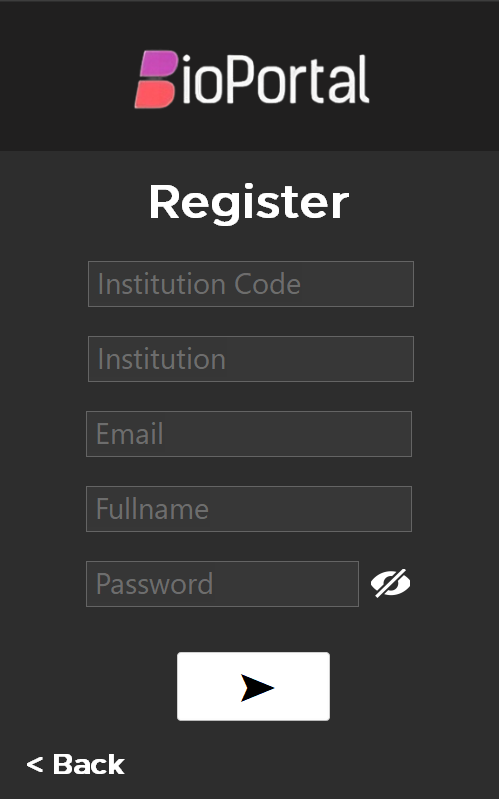 BioPortal
Register
Institution Code
Institution
Email
Fullname
Password
< Back